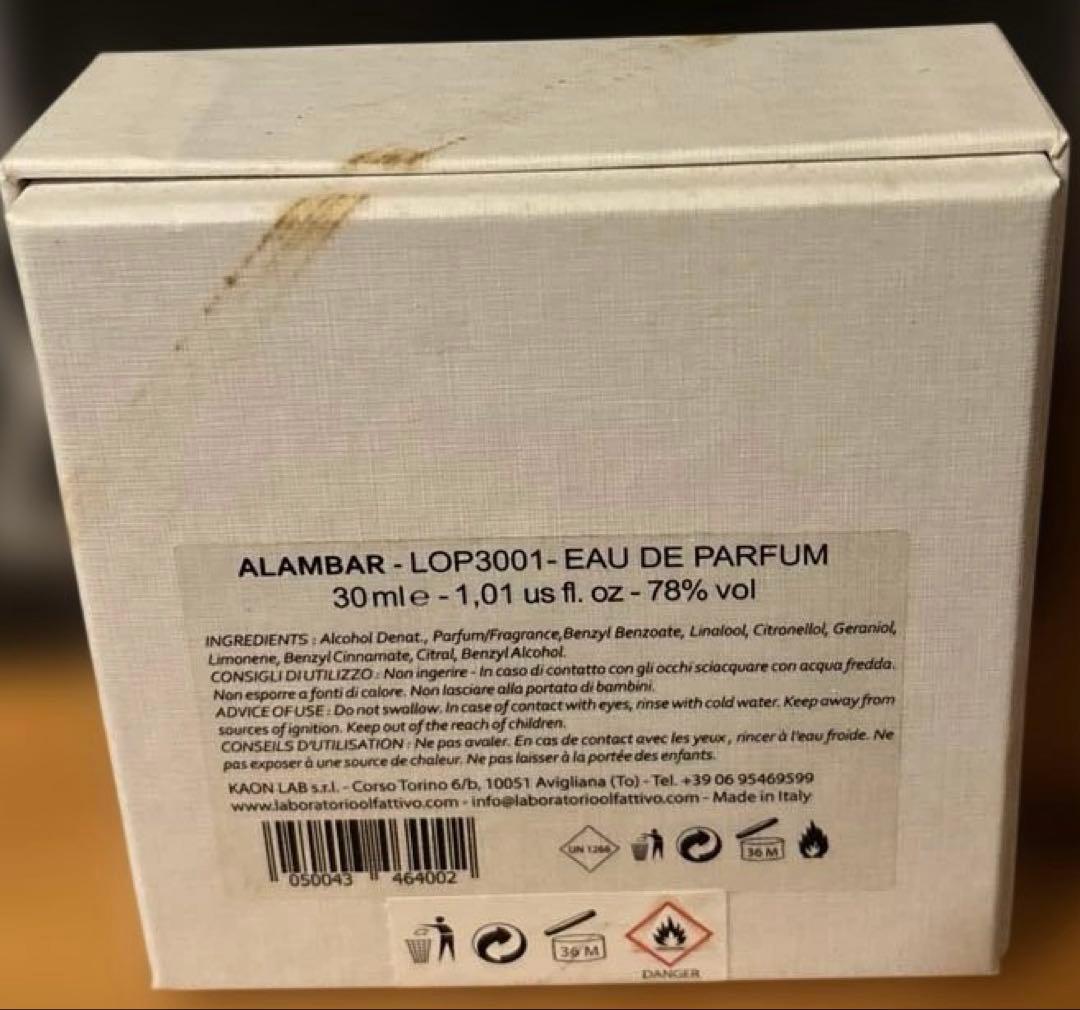 ALAMBAR - LOP3001- EAU DE PARFUM
30 ml e - 1,01 us fl. oz - 78% vol
INGREDIENTS : Alcohol Denat., Parfum/Fragrance,Benzyl Benzoate, Linalool, Citronellol, Geraniol,
Limonene, Benzyl Cinnamate, Citral, Benzyl Alcohol.
CONSIGLI DI UTILIZZO : Non ingerire - In caso di contatto con gli occhi sciacquare con acqua fredda.
Non esporre a fonti di calore. Non lasciare alla portata di bambini.
ADVICE OF USE : Do not swallow. In case of contact with eyes, rinse with cold water. Keep away from
sources of ignition. Keep out of the reach of children.
CONSEILS D'UTILISATION : Ne pas avaler. En cas de contact avec les yeux, rincer à l'eau froide. Ne
pas exposer à une source de chaleur. Ne pas laisser à la portée des enfants.
KAON LAB s.r.l. - Corso Torino 6/b, 10051 Avigliana (To) - Tel. +39 06 95469599
www.laboratorioolfattivo.com - info@laboratorioolfattivo.com - Made in Italy
050043 464002
UN 1266
36 M
36 M
DANGER